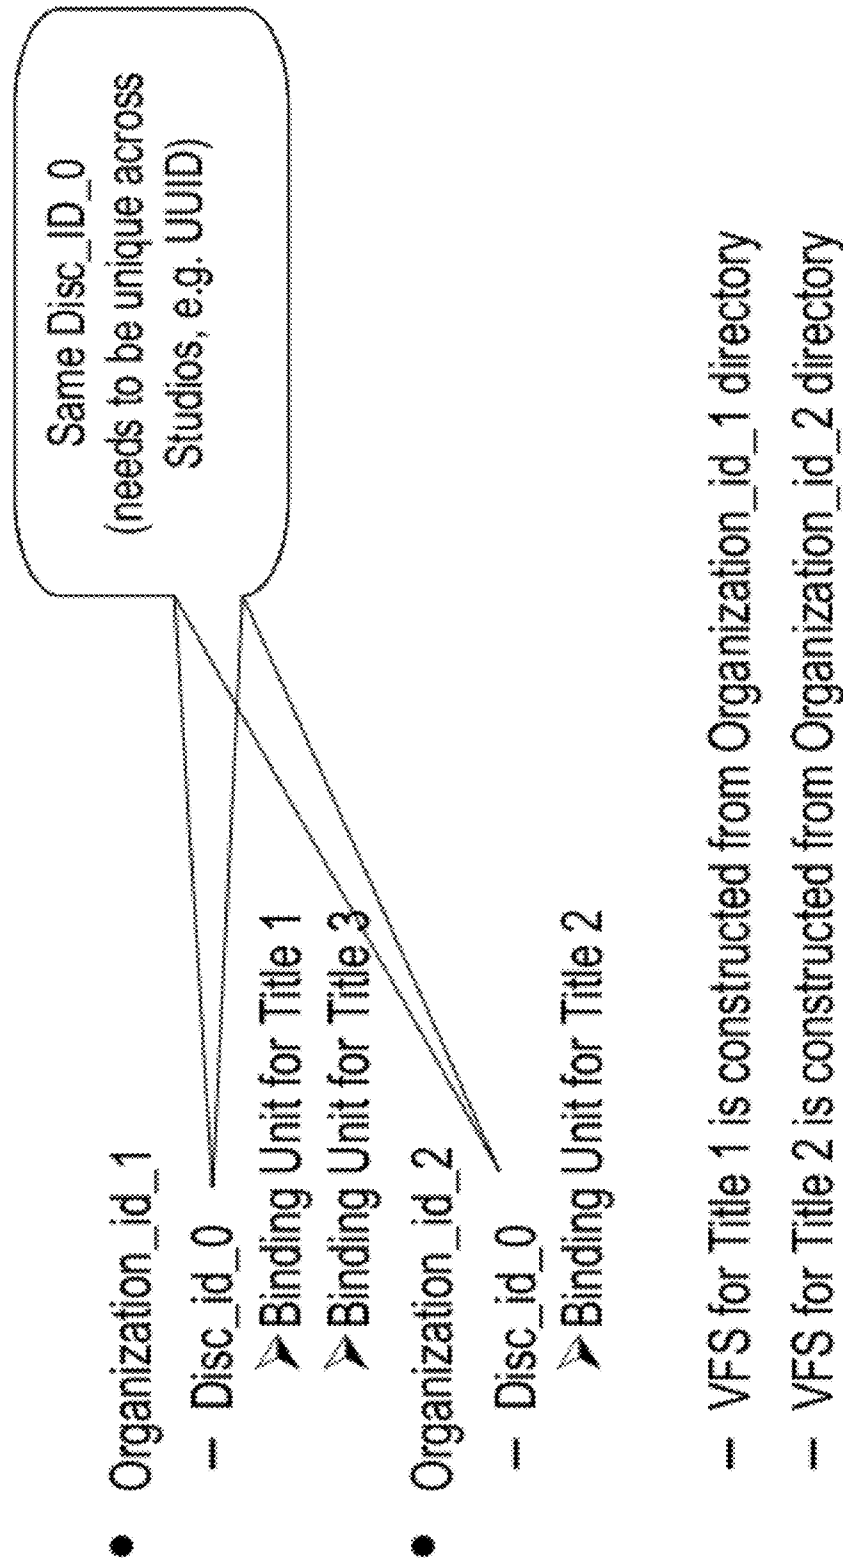 Same Disc_ID_0
(needs to be unique across
Studios, e.g. UUID)
● Organization_id_1
– Disc_id_0
➢Binding Unit for Title 1
➢Binding Unit for Title 3
● Organization_id_2
– Disc_id_0
➢Binding Unit for Title 2
– VFS for Title 1 is constructed from Organization_id_1 directory
– VFS for Title 2 is constructed from Organization_id_2 directory